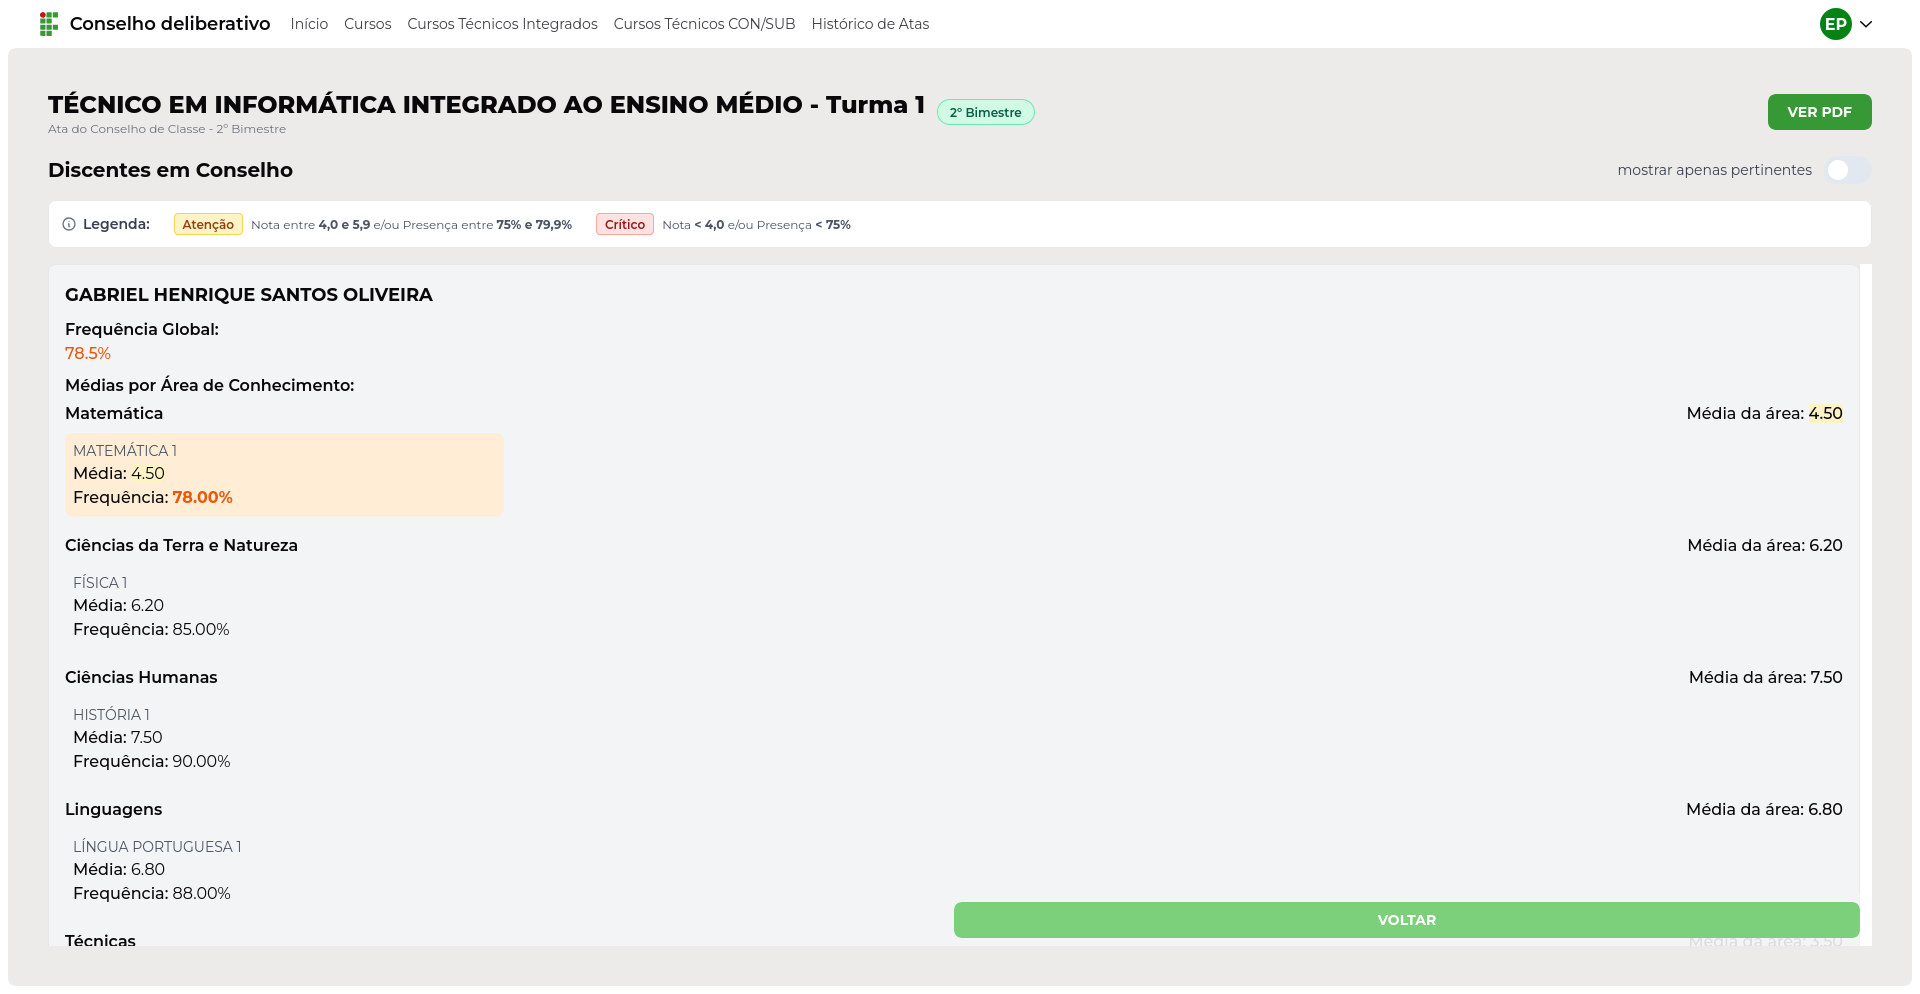 Conselho deliberativo Início Cursos Cursos Técnicos Integrados Cursos Técnicos CON/SUB Histórico de Atas EP
TÉCNICO EM INFORMÁTICA INTEGRADO AO ENSINO MÉDIO - Turma 1 2º Bimestre VER PDF
Ata do Conselho de Classe - 2º Bimestre
Discentes em Conselho mostrar apenas pertinentes
Legenda: Atenção Nota entre 4,0 e 5,9 e/ou Presença entre 75% e 79,9% Crítico Nota < 4,0 e/ou Presença < 75%
GABRIEL HENRIQUE SANTOS OLIVEIRA
Frequência Global:
78.5%
Médias por Área de Conhecimento:
Matemática Média da área: 4.50
MATEMÁTICA 1
Média: 4.50
Frequência: 78.00%
Ciências da Terra e Natureza Média da área: 6.20
FÍSICA 1
Média: 6.20
Frequência: 85.00%
Ciências Humanas Média da área: 7.50
HISTÓRIA 1
Média: 7.50
Frequência: 90.00%
Linguagens Média da área: 6.80
LÍNGUA PORTUGUESA 1
Média: 6.80
Frequência: 88.00%
VOLTAR
Técnicas Média da área: 3.50